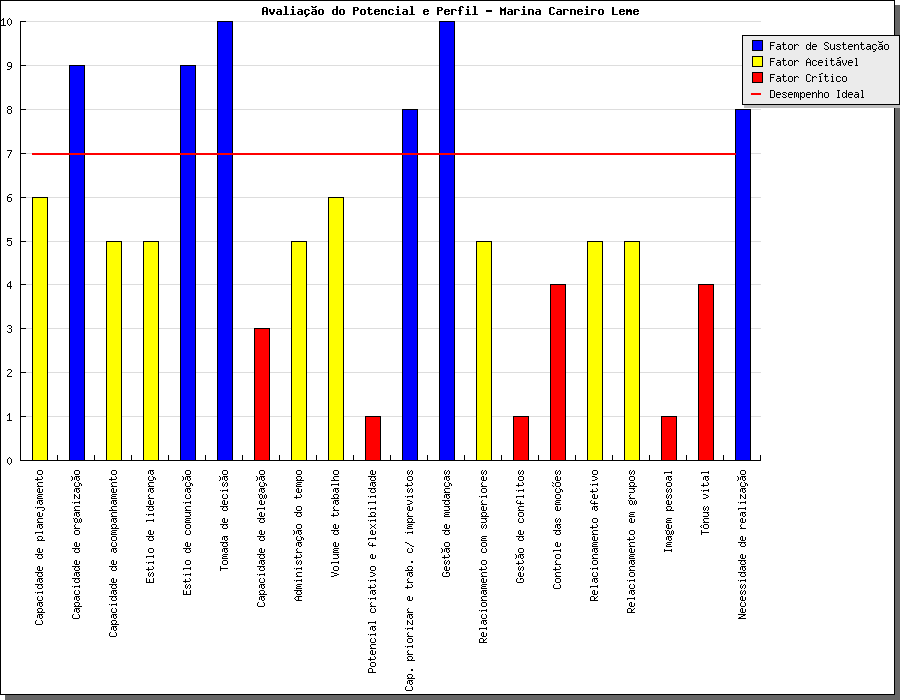 Avaliação do Potencial e Perfil - Marina Carneiro Leme
Fator de Sustentação
Fator Aceitável
Fator Crítico
Desempenho Ideal
10
9
8
7
6
5
4
3
2
1
0
Capacidade de planejamento
Capacidade de organização
Capacidade de acompanhamento
Estilo de liderança
Estilo de comunicação
Tomada de decisão
Capacidade de delegação
Administração do tempo
Volume de trabalho
Potencial criativo e flexibilidade
Cap. priorizar e trab. c/ imprevistos
Gestão de mudanças
Relacionamento com superiores
Gestão de conflitos
Controle das emoções
Relacionamento afetivo
Relacionamento em grupos
Imagem pessoal
Tônus vital
Necessidade de realização